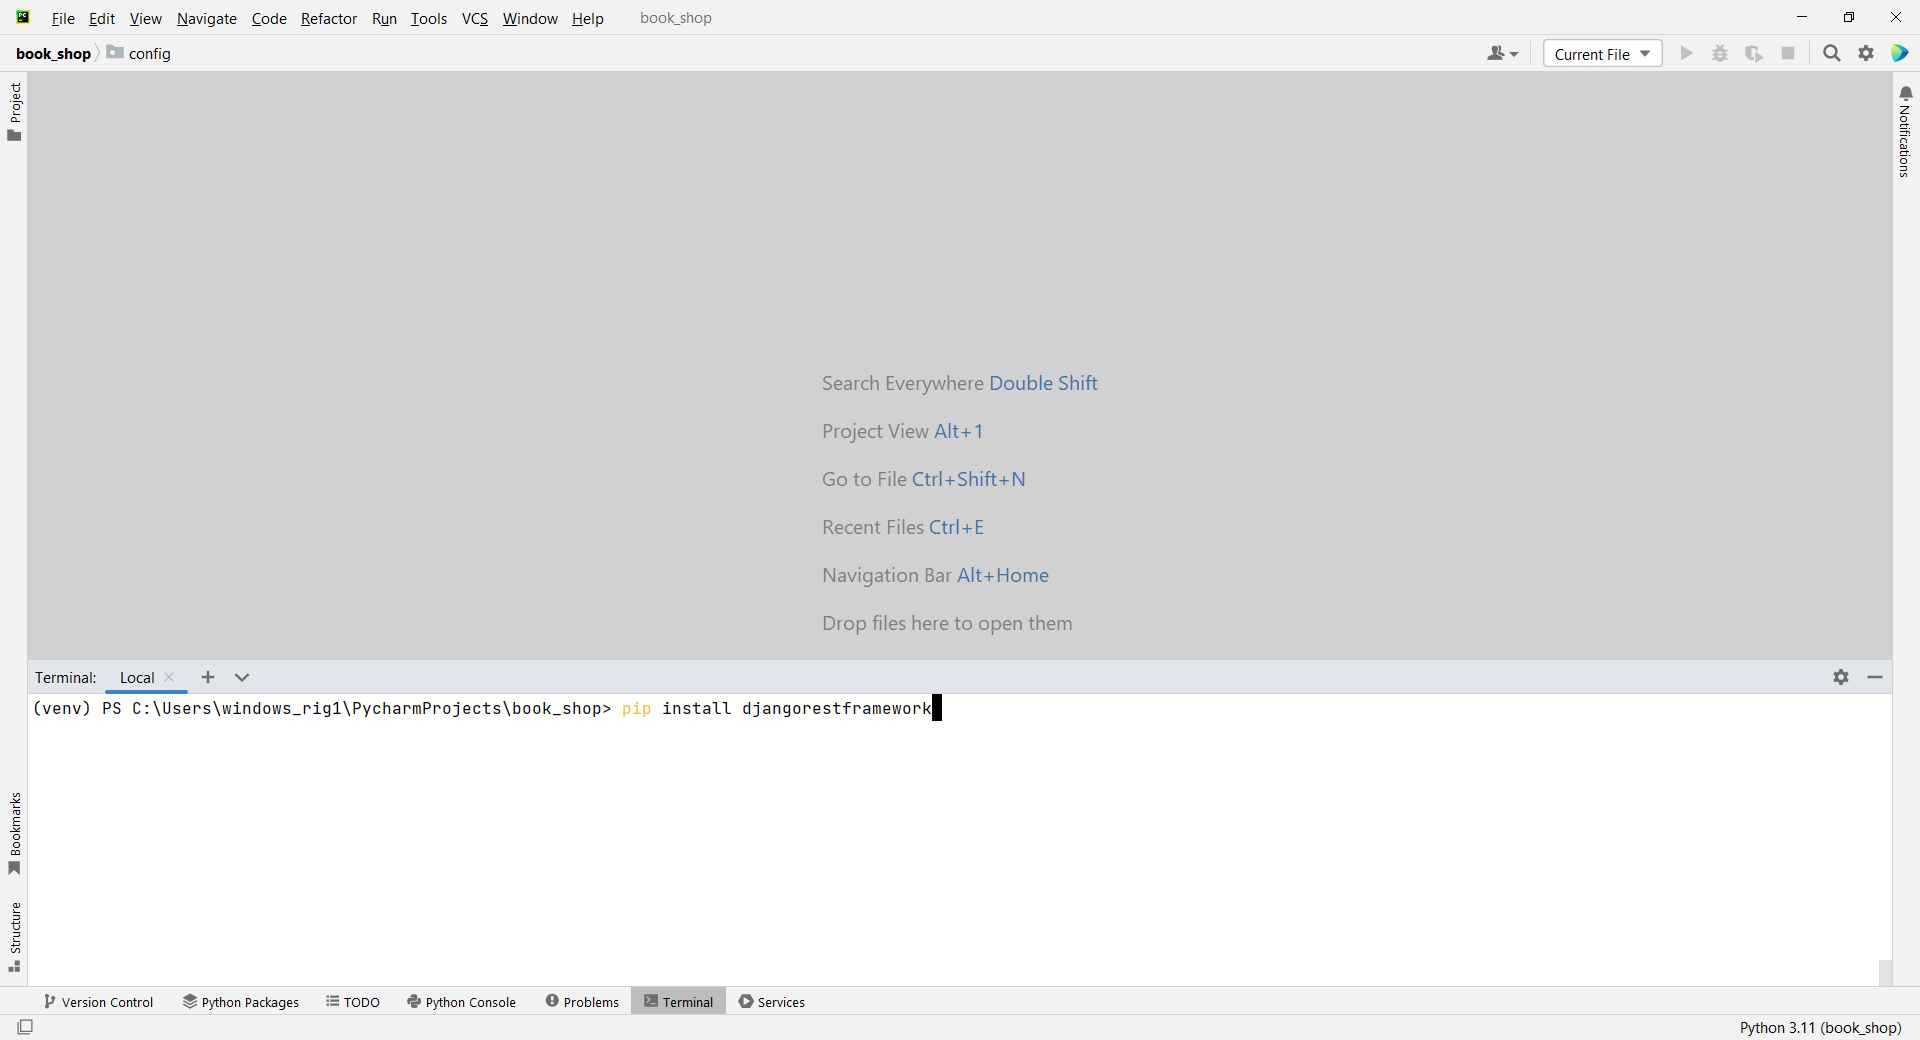 File Edit View Navigate Code Refactor Run Tools VCS Window Help book_shop
book_shop config
Current File
Project
Notifications
Search Everywhere Double Shift
Project View Alt+1
Go to File Ctrl+Shift+N
Recent Files Ctrl+E
Navigation Bar Alt+Home
Drop files here to open them
Terminal: Local
(venv) PS C:\Users\windows_rig1\PycharmProjects\book_shop> pip install djangorestframework
Bookmarks
Structure
Version Control Python Packages TODO Python Console Problems Terminal Services
Python 3.11 (book_shop)